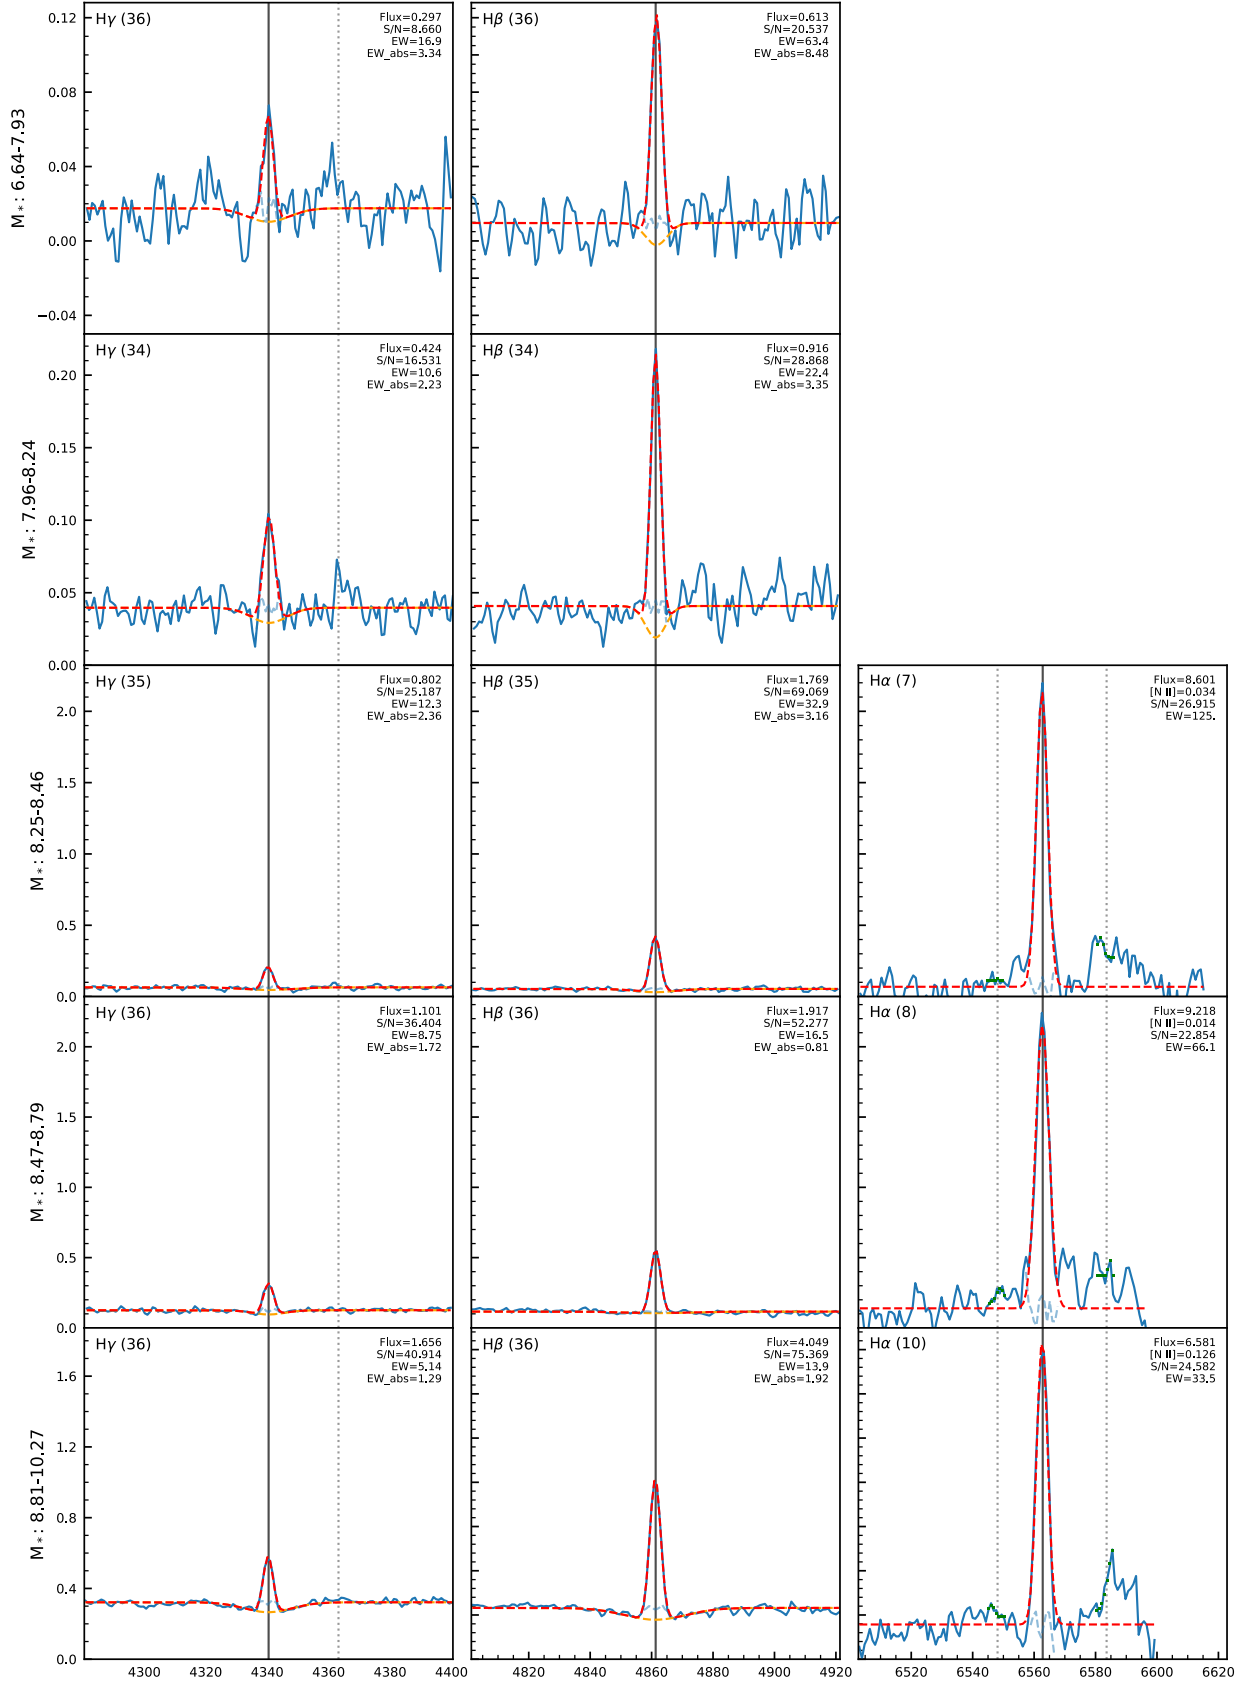 Hγ (36)
Flux=0.297
S/N=8.660
EW=16.9
EW_abs=3.34
Hβ (36)
Flux=0.613
S/N=20.537
EW=63.4
EW_abs=8.48
0.12
0.08
0.04
0.00
−0.04
M*: 6.64-7.93
Hγ (34)
Flux=0.424
S/N=16.531
EW=10.6
EW_abs=2.23
Hβ (34)
Flux=0.916
S/N=28.868
EW=22.4
EW_abs=3.35
0.20
0.15
0.10
0.05
0.00
M*: 7.96-8.24
Hγ (35)
Flux=0.802
S/N=25.187
EW=12.3
EW_abs=2.36
Hβ (35)
Flux=1.769
S/N=69.069
EW=32.9
EW_abs=3.16
Hα (7)
Flux=8.601
[N II]=0.034
S/N=26.915
EW=125.
2.0
1.5
1.0
0.5
0.0
M*: 8.25-8.46
Hγ (36)
Flux=1.101
S/N=36.404
EW=8.75
EW_abs=1.72
Hβ (36)
Flux=1.917
S/N=52.277
EW=16.5
EW_abs=0.81
Hα (8)
Flux=9.218
[N II]=0.014
S/N=22.854
EW=66.1
2.0
1.5
1.0
0.5
0.0
M*: 8.47-8.79
Hγ (36)
Flux=1.656
S/N=40.914
EW=5.14
EW_abs=1.29
Hβ (36)
Flux=4.049
S/N=75.369
EW=13.9
EW_abs=1.92
Hα (10)
Flux=6.581
[N II]=0.126
S/N=24.582
EW=33.5
1.6
1.2
0.8
0.4
0.0
M*: 8.81-10.27
4300 4320 4340 4360 4380 4400
4820 4840 4860 4880 4900 4920
6520 6540 6560 6580 6600 6620